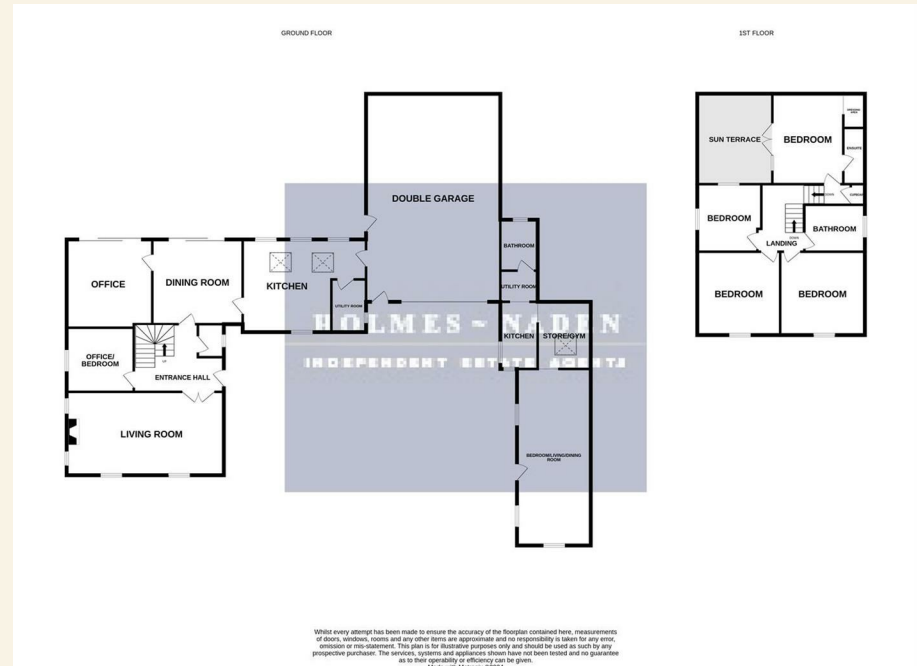 GROUND FLOOR
1ST FLOOR
SUN TERRACE
BEDROOM
ENSUITE
DOUBLE GARAGE
BEDROOM
BATHROOM
LANDING
BATHROOM
OFFICE
DINING ROOM
KITCHEN
UTILITY ROOM
UTILITY ROOM
BEDROOM
BEDROOM
HOLMES - NADEN
INDEPENDENT ESTATE AGENTS
KITCHEN
STORE/GYM
OFFICE/
BEDROOM
UP
ENTRANCE HALL
LIVING ROOM
BEDROOM/LIVING/DINING
ROOM
Whilst every attempt has been made to ensure the accuracy of the floorplan contained here, measurements
of doors, windows, rooms and any other items are approximate and no responsibility is taken for any error,
omission or mis-statement. This plan is for illustrative purposes only and should be used as such by any
prospective purchaser. The services, systems and appliances shown have not been tested and no guarantee
as to their operability or efficiency can be given.